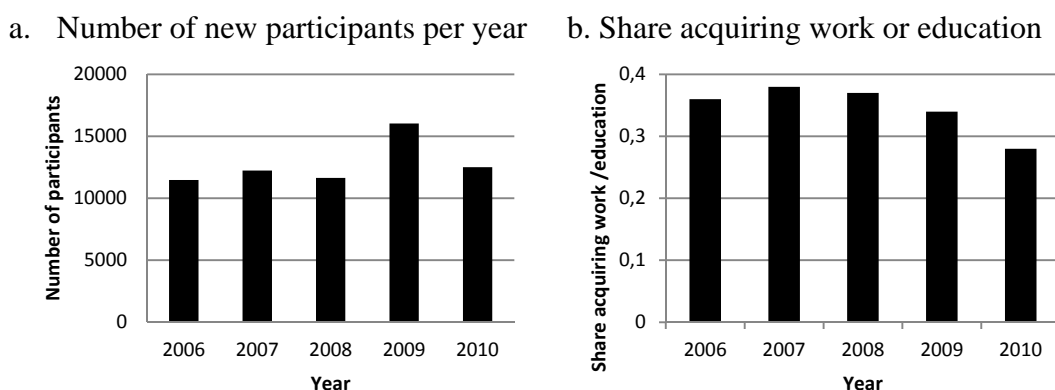 a. Number of new participants per year
b. Share acquiring work or education
Number of participants
20000
15000
10000
5000
0
2006 2007 2008 2009 2010
Year
Share acquiring work /education
0,4
0,3
0,2
0,1
0
2006 2007 2008 2009 2010
Year